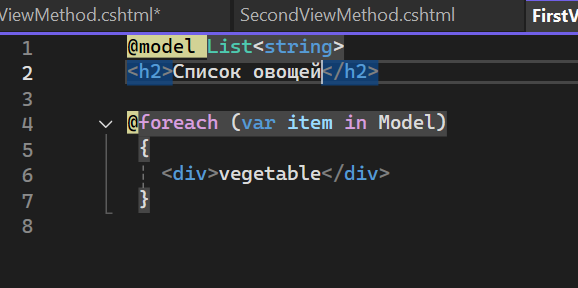 ViewMethod.cshtml* SecondViewMethod.cshtml FirstV
1 @model List<string>
2 <h2>Список овощей</h2>
3
4 @foreach (var item in Model)
5 {
6 <div>vegetable</div>
7 }
8